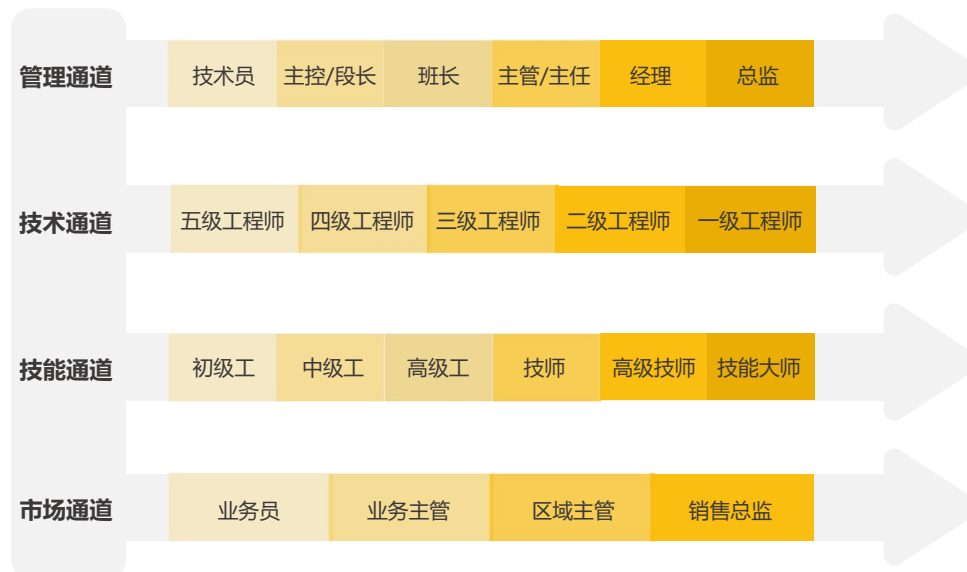 管理通道 技术员 主控/段长 班长 主管/主任 经理 总监
技术通道 五级工程师 四级工程师 三级工程师 二级工程师 一级工程师
技能通道 初级工 中级工 高级工 技师 高级技师 技能大师
市场通道 业务员 业务主管 区域主管 销售总监